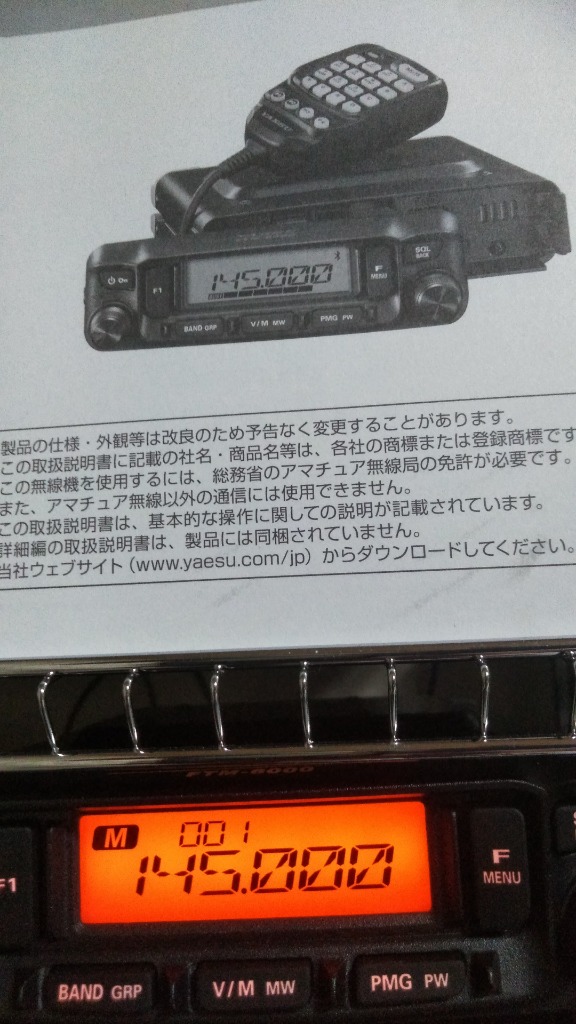 145.000
On
F1
SQL
BACK
F
MENU
BAND GRP
V/M MW
PMG PW
製品の仕様・外観等は改良のため予告なく変更することがあります。
この取扱説明書に記載の社名・商品名等は、各社の商標または登録商標です
この無線機を使用するには、総務省のアマチュア無線局の免許が必要です。
また、アマチュア無線以外の通信には使用できません。
この取扱説明書は、基本的な操作に関しての説明が記載されています。
詳細編の取扱説明書は、製品には同梱されていません。
当社ウェブサイト（www.yaesu.com/jp）からダウンロードしてください。
FTM-6000
M 001
145.000
F1
F
MENU
BAND GRP
V/M MW
PMG PW